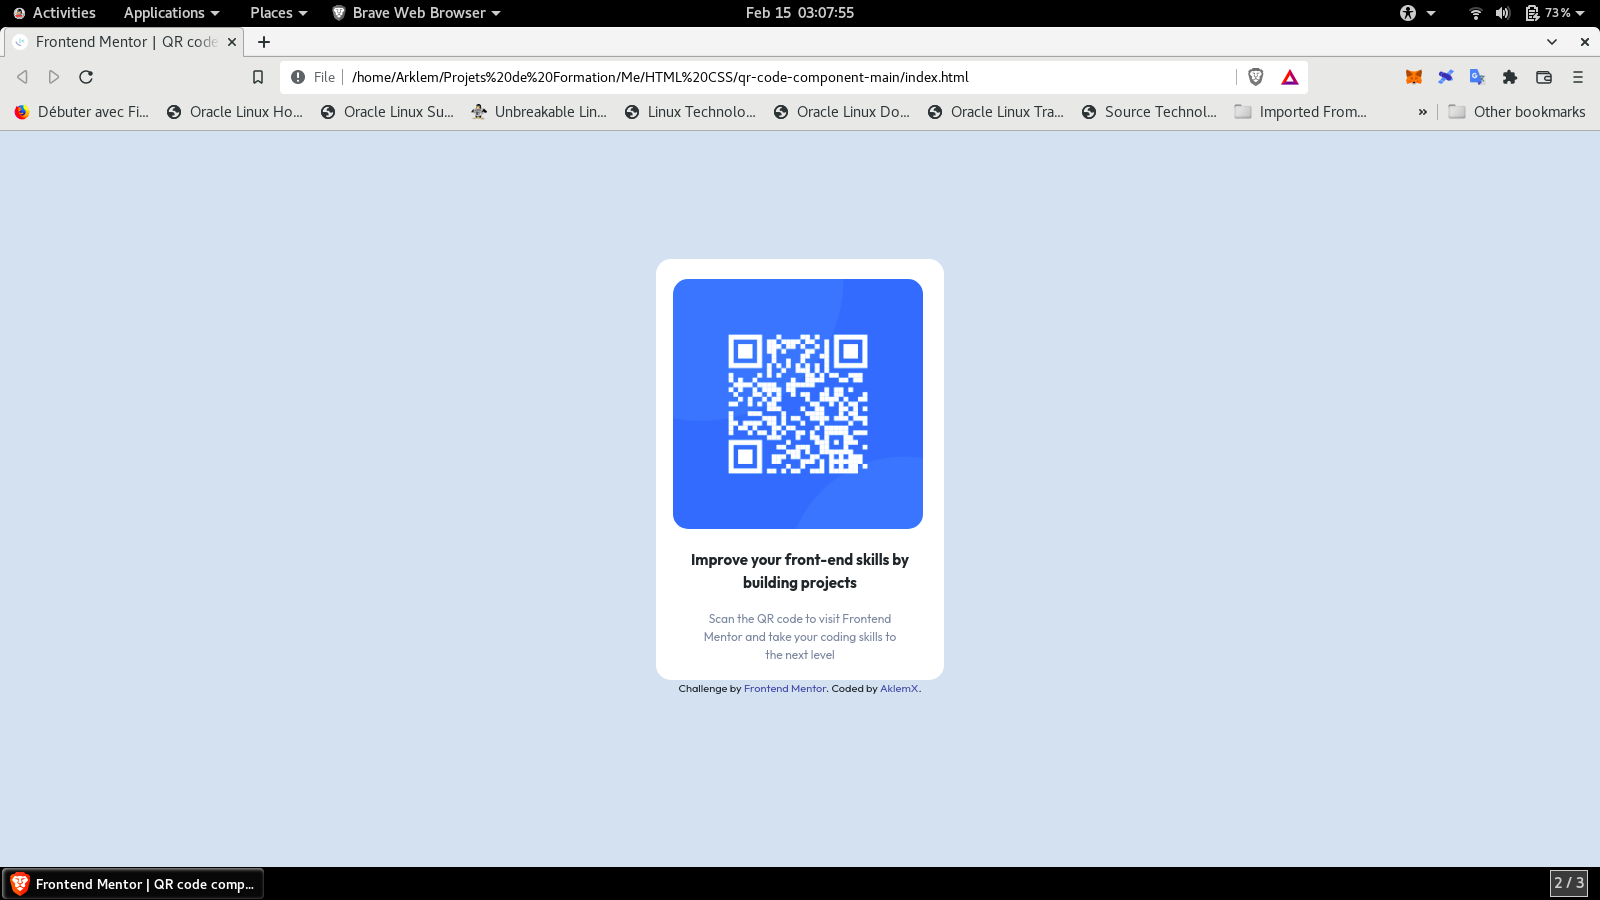 Activities Applications Places Brave Web Browser Feb 15 03:07:55 73%
Frontend Mentor | QR code
File /home/Arklem/Projets%20de%20Formation/Me/HTML%20CSS/qr-code-component-main/index.html
Débuter avec Fi... Oracle Linux Ho... Oracle Linux Su... Unbreakable Lin... Linux Technolo... Oracle Linux Do... Oracle Linux Tra... Source Technol... Imported From... » Other bookmarks
Improve your front-end skills by
building projects
Scan the QR code to visit Frontend
Mentor and take your coding skills to
the next level
Challenge by Frontend Mentor. Coded by AklemX.
Frontend Mentor | QR code comp... 2 / 3